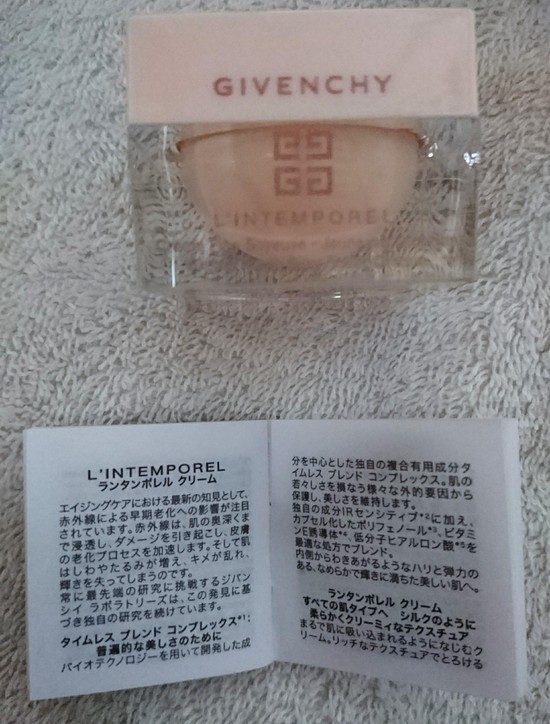 GIVENCHY
L'INTEMPOREL
Soyeuse - Jeun
L'INTEMPOREL
ランタンポレル クリーム
エイジングケアにおける最新の知見として、
赤外線による早期老化への影響が注目
されています。赤外線は、肌の奥深くま
で浸透し、ダメージを引き起こし、皮膚
の老化プロセスを加速します。そして肌
はしわやたるみが増え、キメが乱れ、
輝きを失ってしまうのです。
常に最先端の研究に挑戦するジバン
シイ ラボラトリーズは、この発見に基
づき独自の研究を続けています。
タイムレス ブレンド コンプレックス*1:
普遍的な美しさのために
バイオテクノロジーを用いて開発した成
分を中心とした独自の複合有用成分タ
イムレス ブレンド コンプレックス。肌の
若々しさを損なう様々な外的要因から
保護し、美しさを維持します。
独自の成分IRセンシティブ*2に加え、
カプセル化したポリフェノール*3、ビタミ
ンE誘導体*4、低分子ヒアルロン酸*5を
最適な処方でブレンド。
内側からわきあがるようなハリと弾力の
ある、なめらかで輝きに満ちた美しい肌へ。
ランタンポレル クリーム
すべての肌タイプへ シルクのように
柔らかくクリーミィなテクスチュア
まるで肌に吸い込まれるようになじむク
リーム。リッチなテクスチュアでとろける